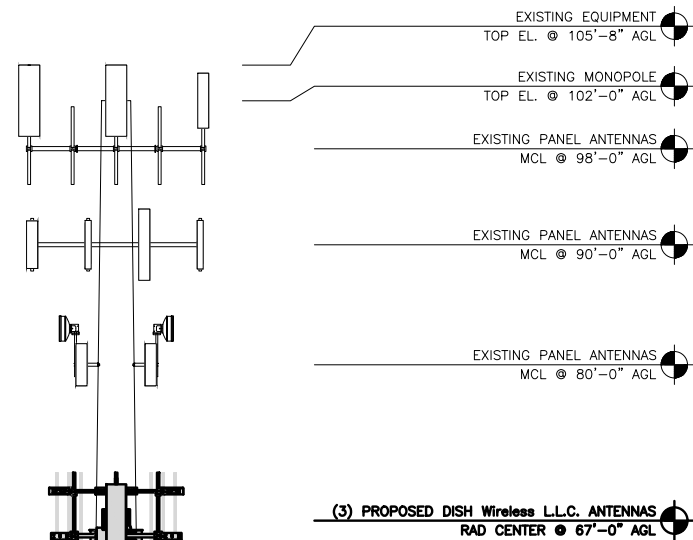 EXISTING EQUIPMENT
TOP EL. @ 105'-8" AGL
EXISTING MONOPOLE
TOP EL. @ 102'-0" AGL
EXISTING PANEL ANTENNAS
MCL @ 98'-0" AGL
EXISTING PANEL ANTENNAS
MCL @ 90'-0" AGL
EXISTING PANEL ANTENNAS
MCL @ 80'-0" AGL
(3) PROPOSED DISH Wireless L.L.C. ANTENNAS
RAD CENTER @ 67'-0" AGL